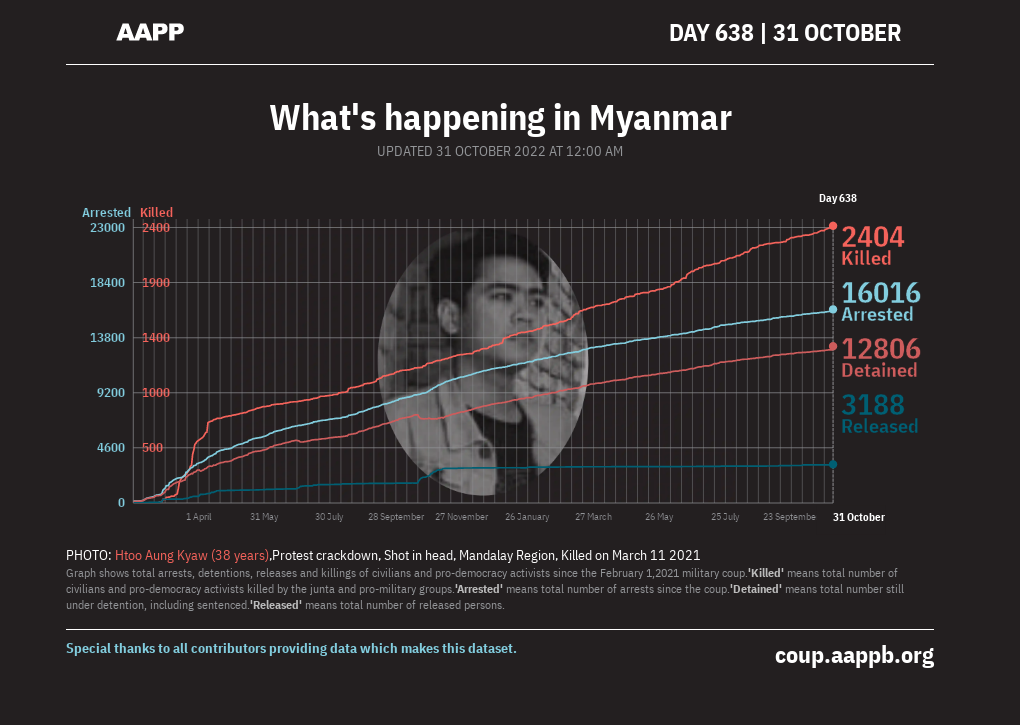 AAPP
DAY 638 | 31 OCTOBER
What's happening in Myanmar
UPDATED 31 OCTOBER 2022 AT 12:00 AM
Day 638
Arrested Killed
23000 2400
18400 1900
13800 1400
9200 1000
4600 500
0
2404
Killed
16016
Arrested
12806
Detained
3188
Released
1 April 31 May 30 July 28 September 27 November 26 January 27 March 26 May 25 July 23 Septembe 31 October
PHOTO: Htoo Aung Kyaw (38 years),Protest crackdown, Shot in head, Mandalay Region, Killed on March 11 2021
Graph shows total arrests, detentions, releases and killings of civilians and pro-democracy activists since the February 1,2021 military coup.'Killed' means total number of
civilians and pro-democracy activists killed by the junta and pro-military groups.'Arrested' means total number of arrests since the coup.'Detained' means total number still
under detention, including sentenced.'Released' means total number of released persons.
Special thanks to all contributors providing data which makes this dataset.
coup.aappb.org